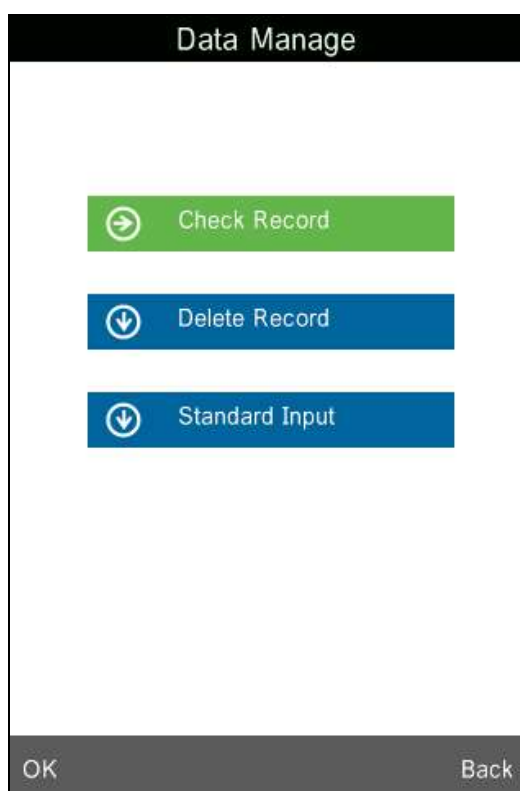 Data Manage
Check Record
Delete Record
Standard Input
OK Back